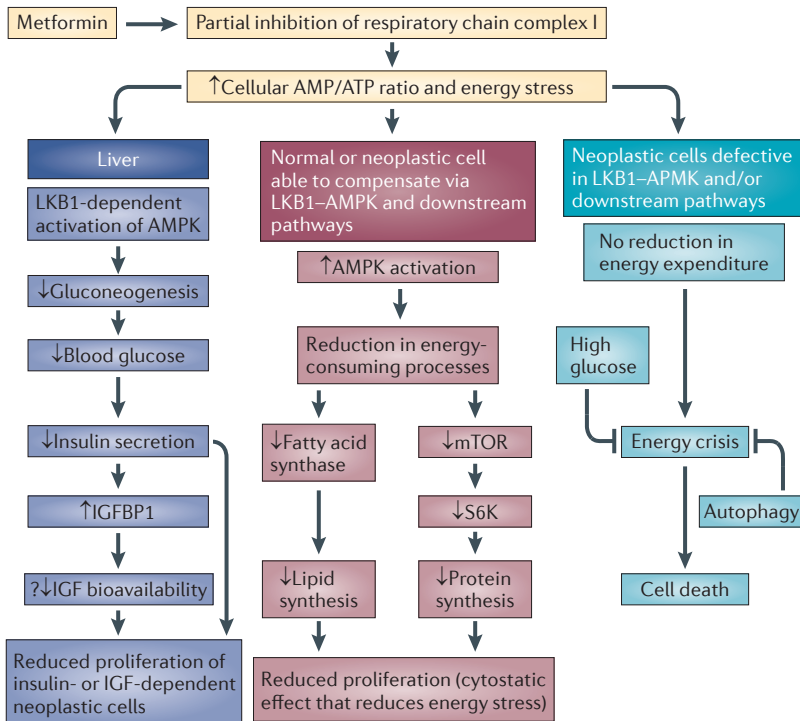 Metformin
Partial inhibition of respiratory chain complex I
↑Cellular AMP/ATP ratio and energy stress
Liver
LKB1-dependent
activation of AMPK
↓Gluconeogenesis
↓Blood glucose
↓Insulin secretion
↑IGFBP1
?↓IGF bioavailability
Reduced proliferation of
insulin- or IGF-dependent
neoplastic cells
Normal or neoplastic cell
able to compensate via
LKB1–AMPK and downstream
pathways
↑AMPK activation
Reduction in energy-
consuming processes
↓Fatty acid
synthase
↓Lipid
synthesis
↓mTOR
↓S6K
↓Protein
synthesis
Reduced proliferation (cytostatic
effect that reduces energy stress)
Neoplastic cells defective
in LKB1–APMK and/or
downstream pathways
No reduction in
energy expenditure
High
glucose
Energy crisis
Autophagy
Cell death